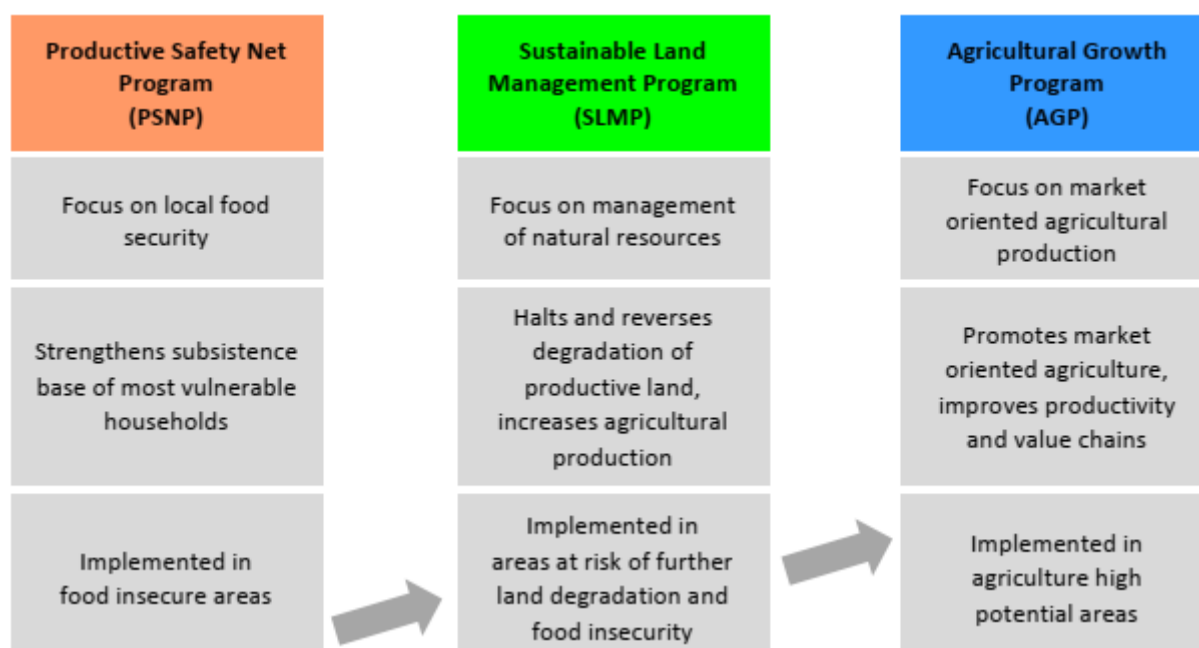 Productive Safety Net
Program
(PSNP)
Sustainable Land
Management Program
(SLMP)
Agricultural Growth
Program
(AGP)
Focus on local food
security
Focus on management
of natural resources
Focus on market
oriented agricultural
production
Strengthens subsistence
base of most vulnerable
households
Halts and reverses
degradation of
productive land,
increases agricultural
production
Promotes market
oriented agriculture,
improves productivity
and value chains
Implemented in
food insecure areas
Implemented in
areas at risk of further
land degradation and
food insecurity
Implemented in
agriculture high
potential areas